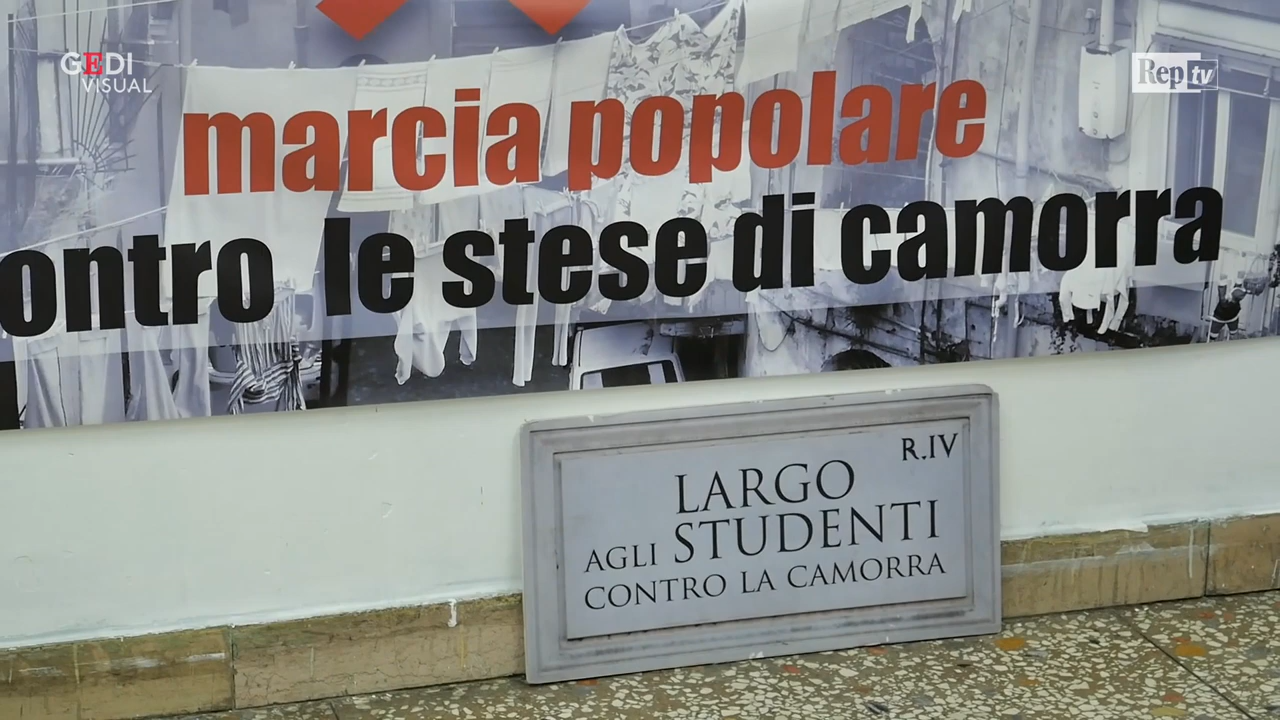 GEDI
VISUAL
Rep tv
marcia popolare
ontro le stese di camorra
R.IV
LARGO
AGLI STUDENTI
CONTRO LA CAMORRA